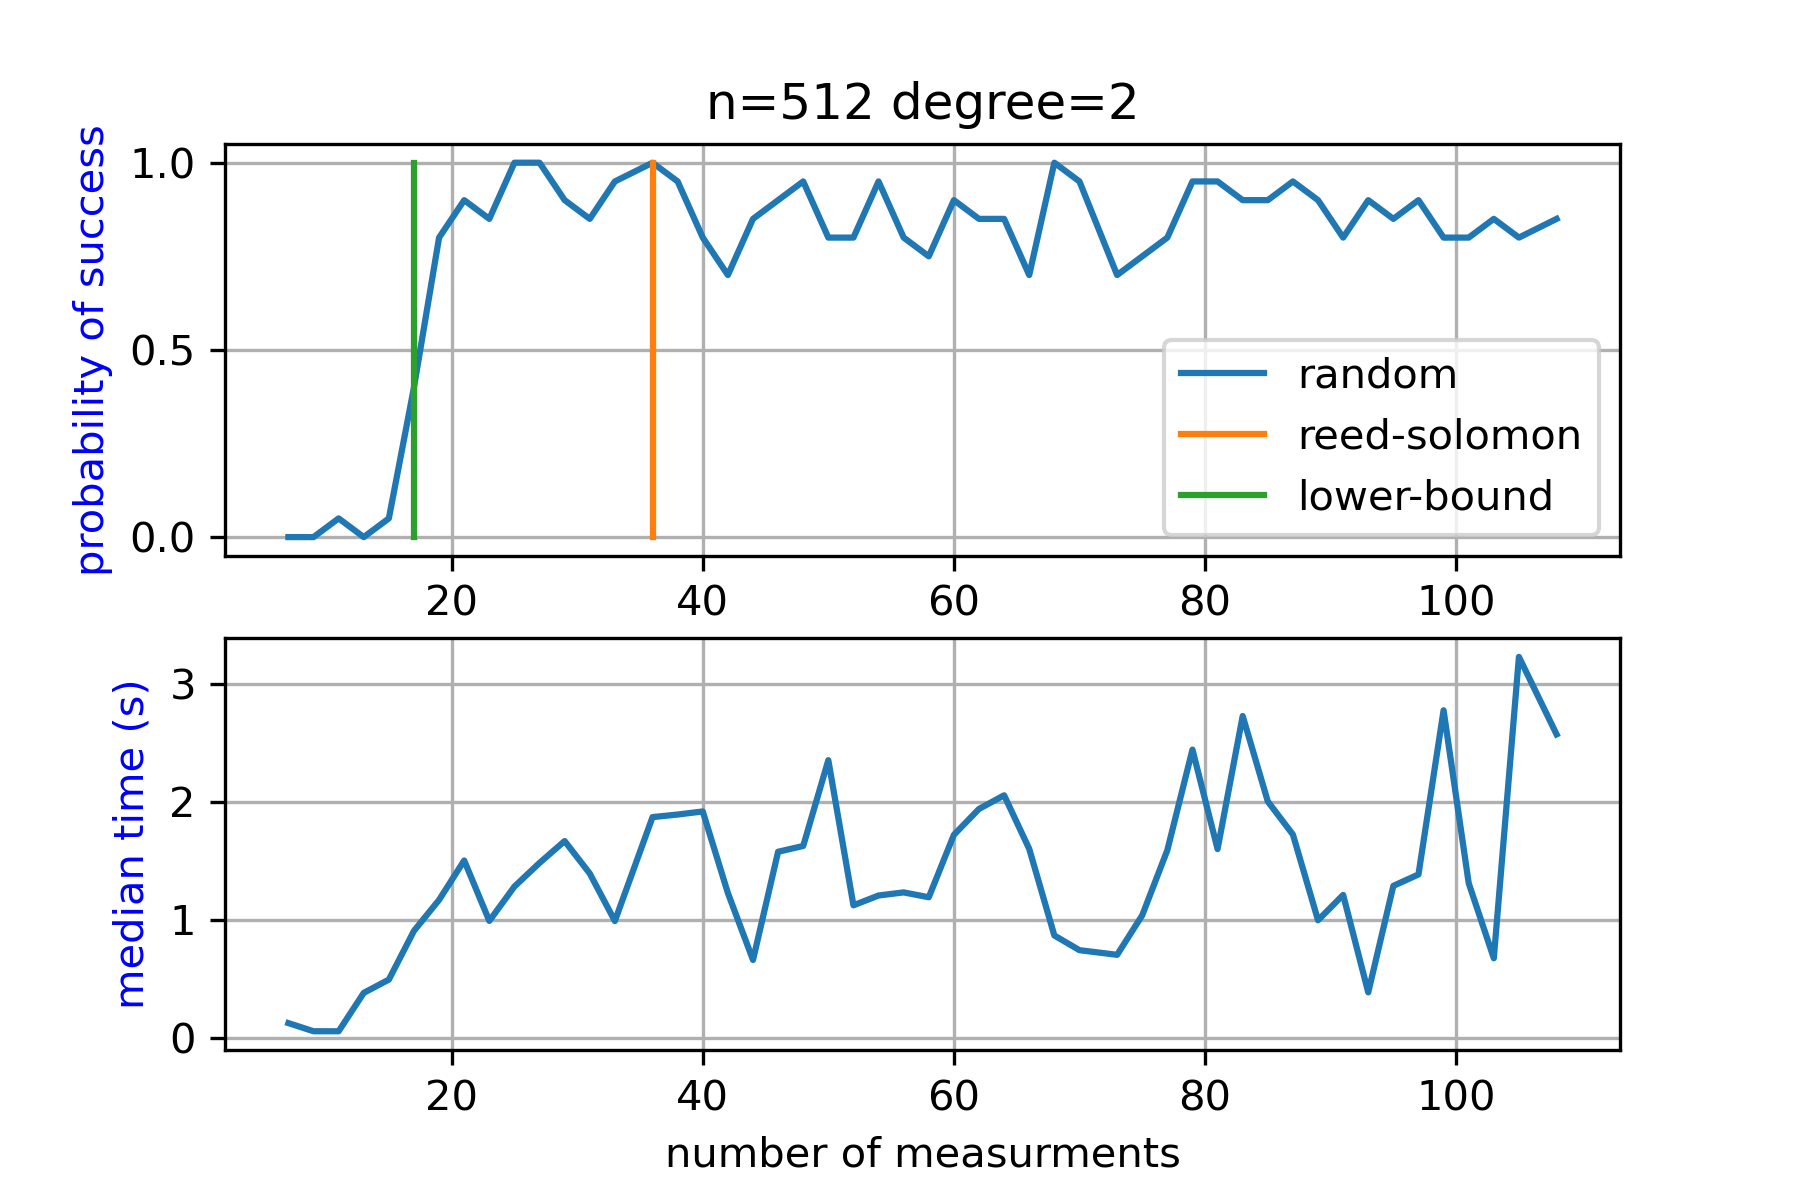 n=512 degree=2
probability of success
1.0
0.5
0.0
random
reed-solomon
lower-bound
20 40 60 80 100
median time (s)
3
2
1
0
20 40 60 80 100
number of measurments